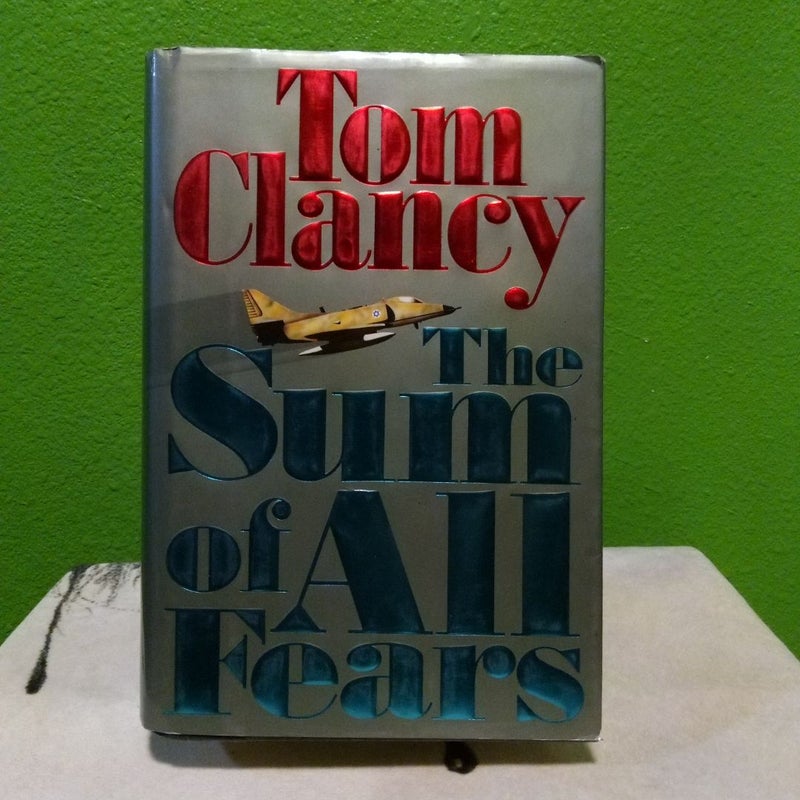 Tom
Clancy
The
Sum
of All
Fears